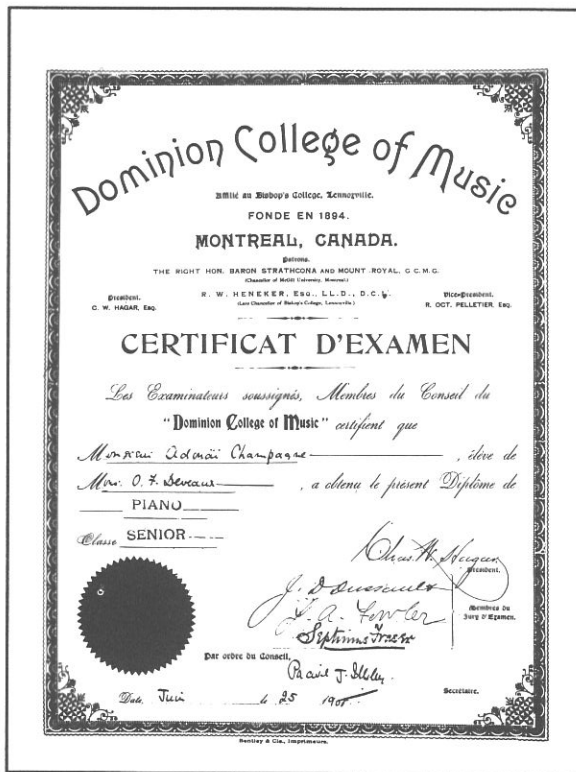 Dominion College of Music
Affilié au Bishop's College, Lennoxville.
FONDE EN 1894.
MONTREAL, CANADA.
Patrons.
THE RIGHT HON. BARON STRATHCONA AND MOUNT ROYAL, G C. M. G.
(Chancellor of McGill University, Montreal.)
R. W. HENEKER, ESQ., LL.D., D.C.L.
(Late Chancellor of Bishop's College, Lennoxville.)
President.
C. W. HAGAR, ESQ.
Vice-President.
R. OCT. PELLETIER, ESQ.
CERTIFICAT D'EXAMEN
Les Examinateurs soussignés, Membres du Conseil du
"Dominion College of Music" certifient que
Monsieur Adonaï Champagne, élève de
Mons. O. F. Deveaux, a obtenu le présent Diplôme de
PIANO
Classe SENIOR
Chas. W. Hagar
President.
J. D Dussault
A. Fowler
Septimus Fraser
Membres du
Jury d'Examen.
Par ordre du Conseil,
Secrétaire.
Date, Juin le 25 1901
Bentley & Cie., Imprimeurs.